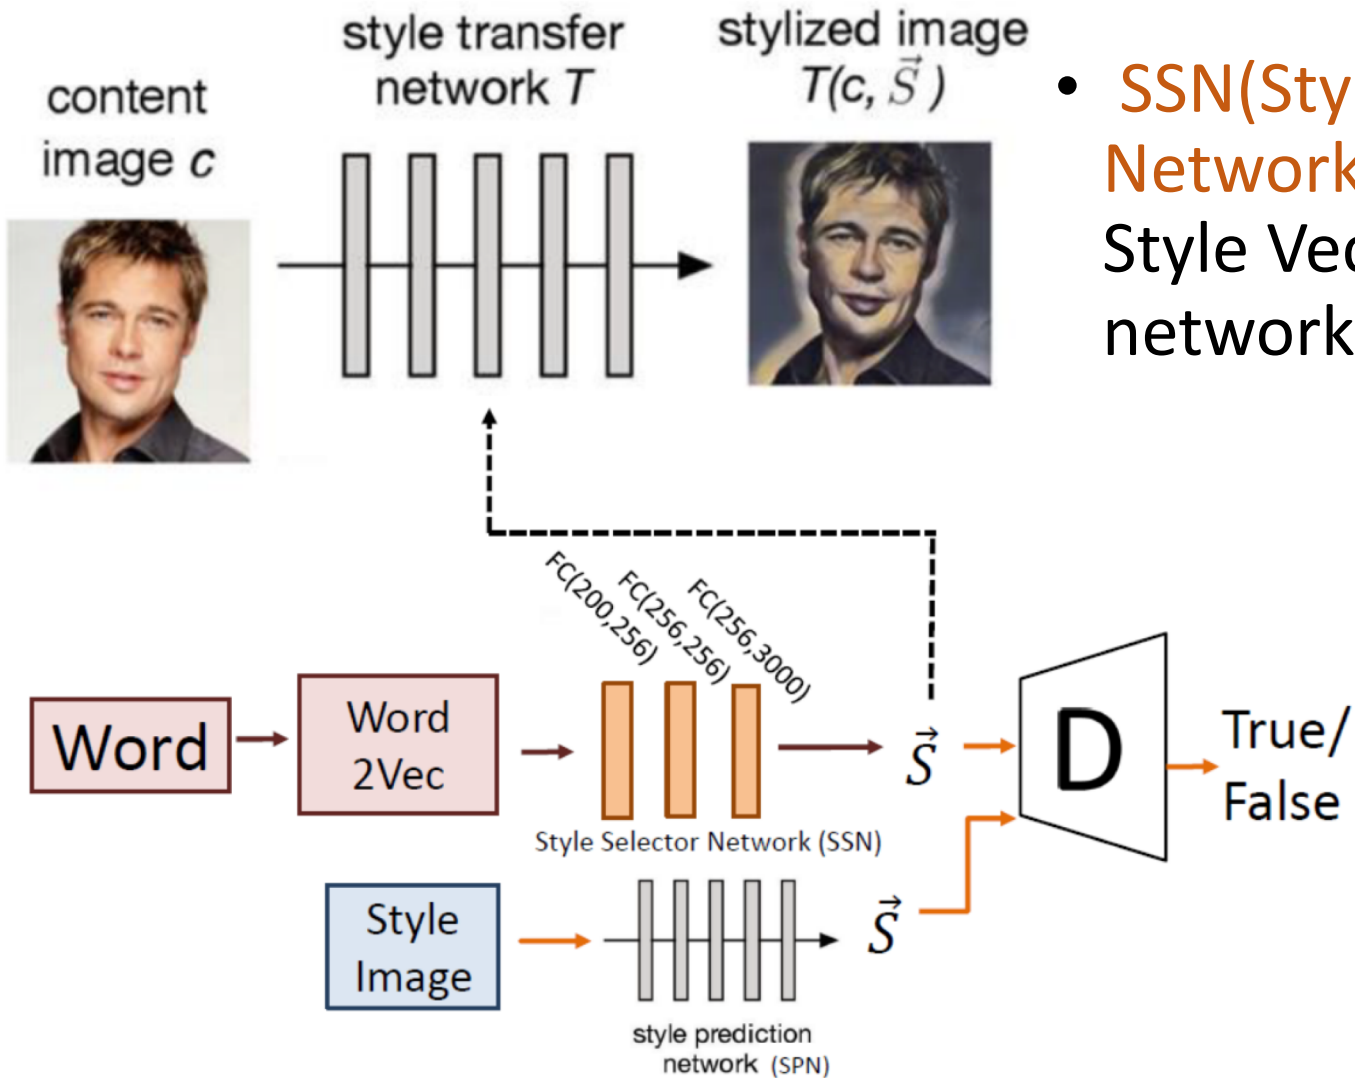 content
image c
style transfer
network T
stylized image
T(c, S⃗ )
• SSN(Sty
Network
Style Vec
network
FC(200,256)
FC(256,256)
FC(256,3000)
Word
Word
2Vec
Style Selector Network (SSN)
S⃗
D
True/
False
Style
Image
style prediction
network (SPN)
S⃗